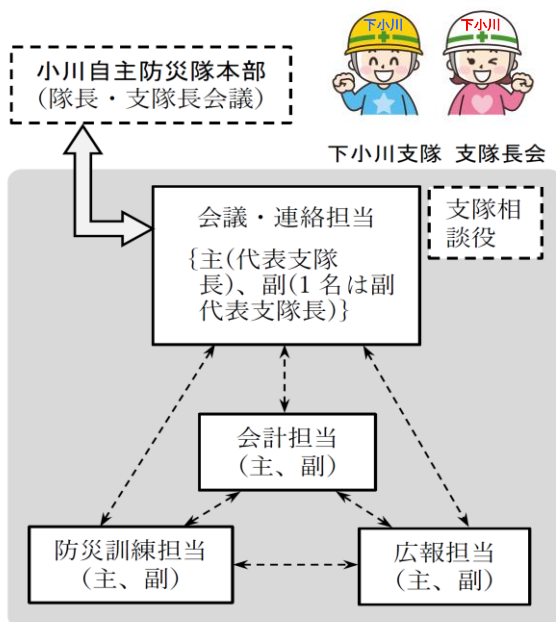 下小川
下小川
小川自主防災隊本部
(隊長・支隊長会議)
下小川支隊 支隊長会
会議・連絡担当
{主(代表支隊
長)、副(1名は副
代表支隊長)}
支隊相
談役
会計担当
(主、副)
防災訓練担当
(主、副)
広報担当
(主、副)